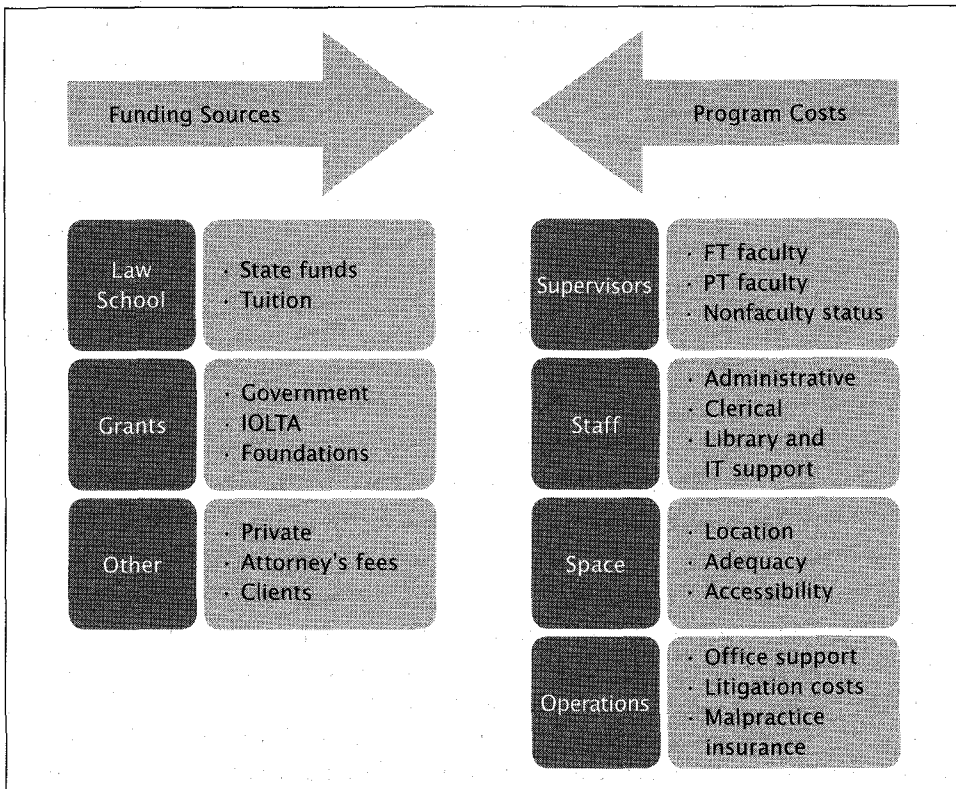 Funding Sources
Law
School
· State funds
· Tuition
Grants
· Government
· IOLTA
· Foundations
Other
· Private
· Attorney's fees
· Clients
Program Costs
Supervisors
· FT faculty
· PT faculty
· Nonfaculty status
Staff
· Administrative
· Clerical
· Library and
IT support
Space
· Location
· Adequacy
· Accessibility
Operations
· Office support
· Litigation costs
· Malpractice
insurance